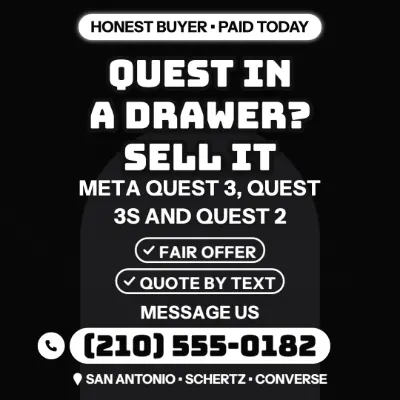 HONEST BUYER • PAID TODAY
QUEST IN
A DRAWER?
SELL IT
META QUEST 3, QUEST
3S AND QUEST 2
FAIR OFFER
QUOTE BY TEXT
MESSAGE US
(210) 555-0182
SAN ANTONIO • SCHERTZ • CONVERSE